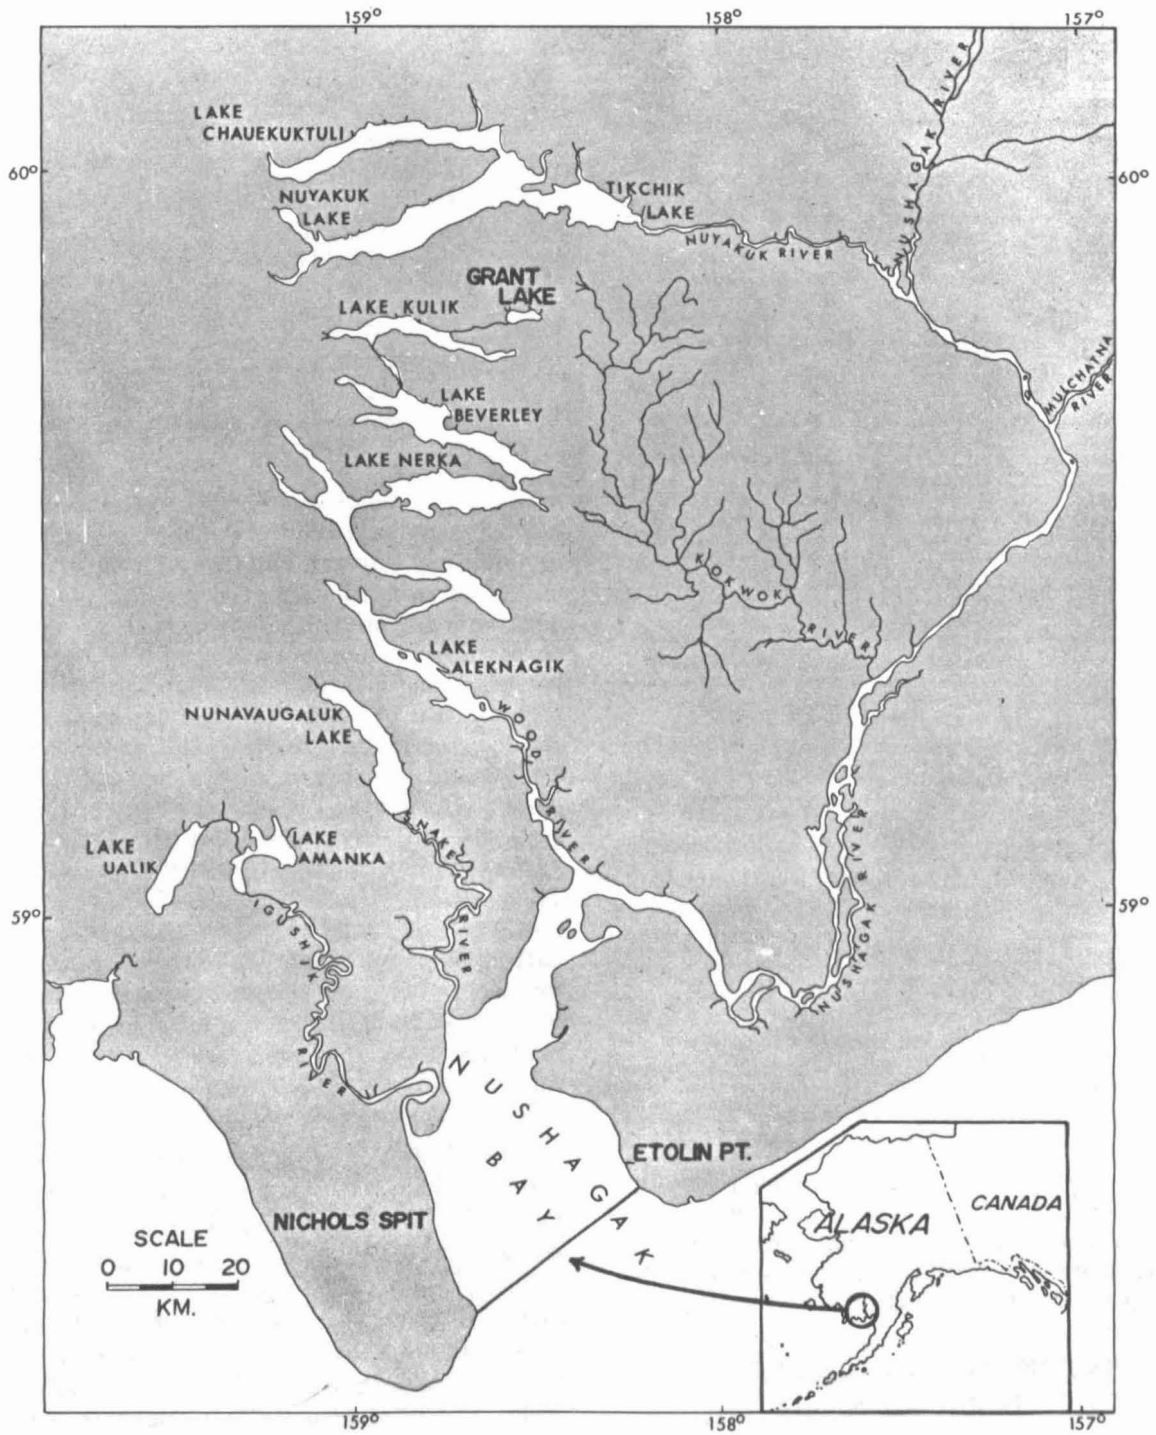 159° 158° 157°
NUSHAGAK RIVER
LAKE
CHAUEKUKTULI
60° 60°
NUYAKUK
LAKE
TIKCHIK
LAKE
NUYAKUK RIVER
GRANT
LAKE
LAKE KULIK
MULCHATNA
RIVER
LAKE
BEVERLEY
LAKE NERKA
KOKWOK RIVER
LAKE
ALEKNAGIK
NUNAVAUGALUK
LAKE
WOOD RIVER
SNAKE RIVER
LAKE
UALIK
LAKE
AMANKA
NUSHAGAK RIVER
59° 59°
IGUSHIK RIVER
NUSHAGAK
BAY
ETOLIN PT.
NICHOLS SPIT
CANADA
ALASKA
SCALE
0 10 20
KM.
159° 158° 157°